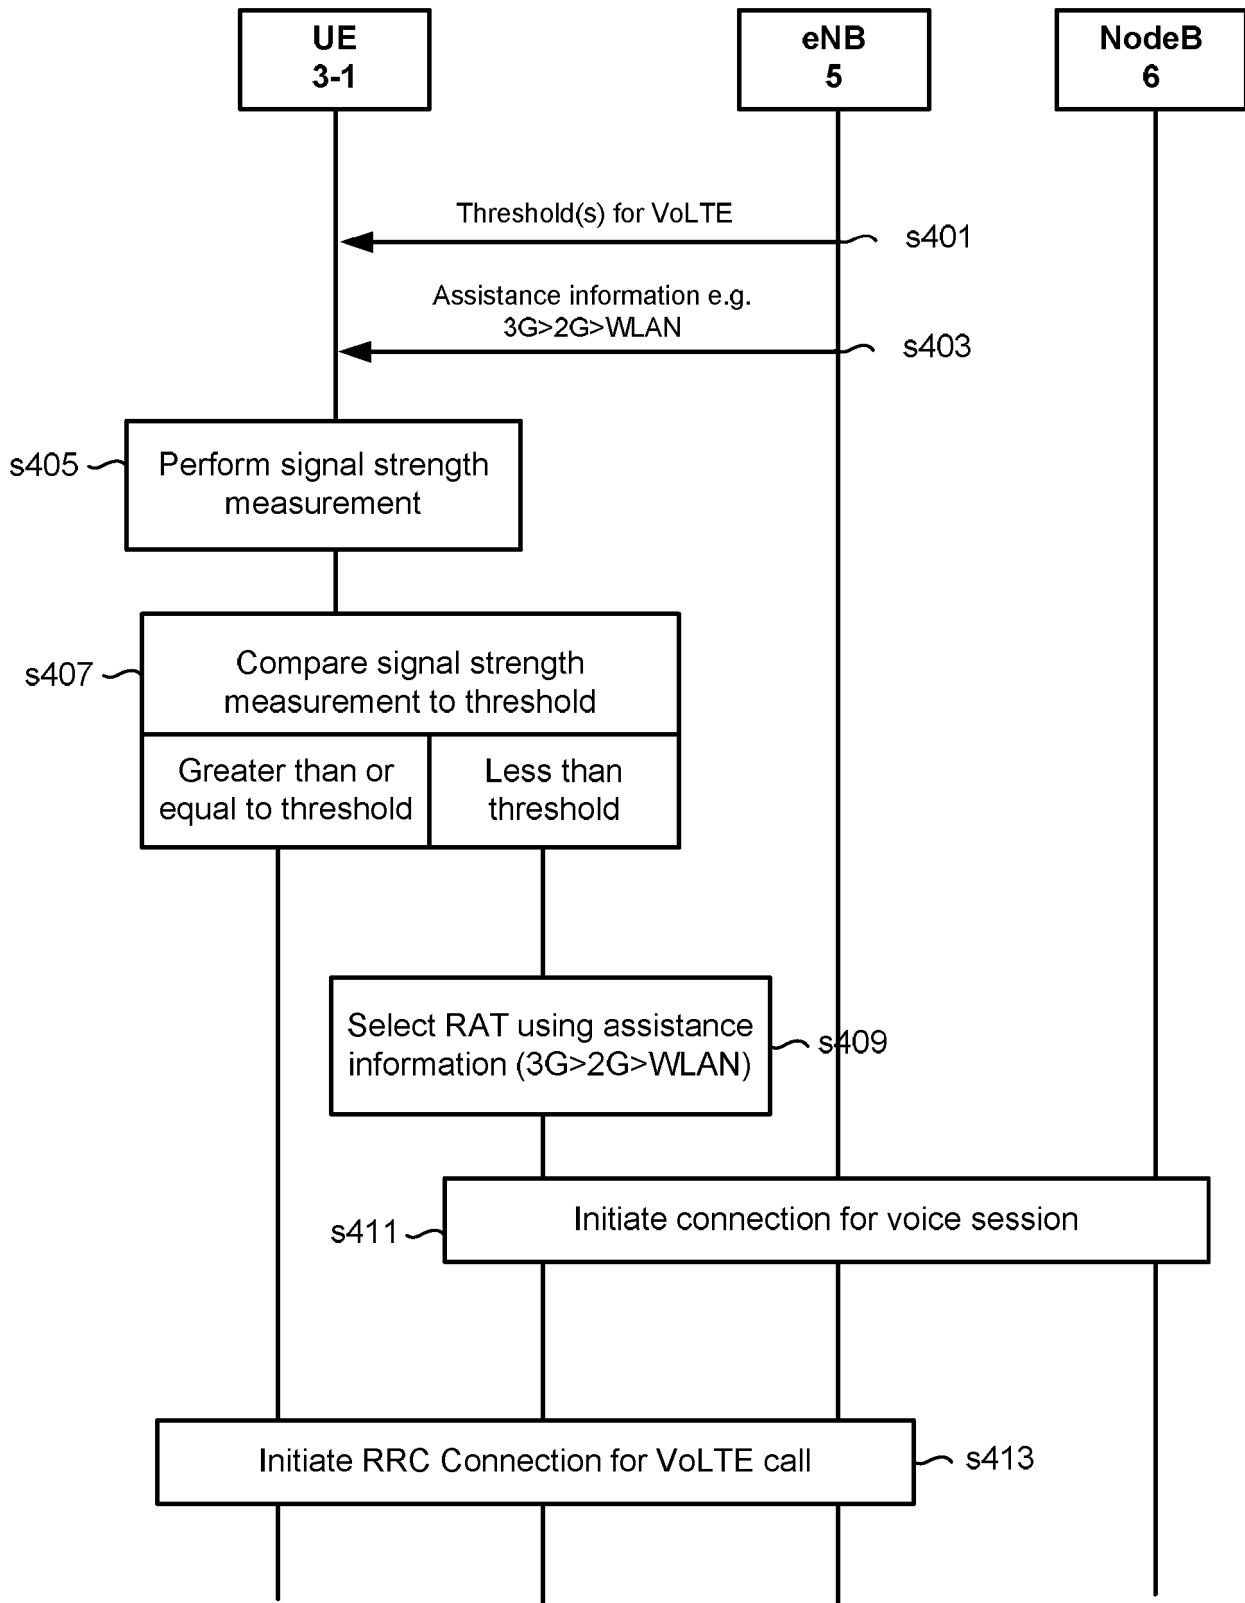 UE
3-1
eNB
5
NodeB
6
Threshold(s) for VoLTE
s401
Assistance information e.g.
3G>2G>WLAN
s403
s405
Perform signal strength
measurement
s407
Compare signal strength
measurement to threshold
Greater than or
equal to threshold
Less than
threshold
Select RAT using assistance
information (3G>2G>WLAN)
s409
s411
Initiate connection for voice session
Initiate RRC Connection for VoLTE call
s413